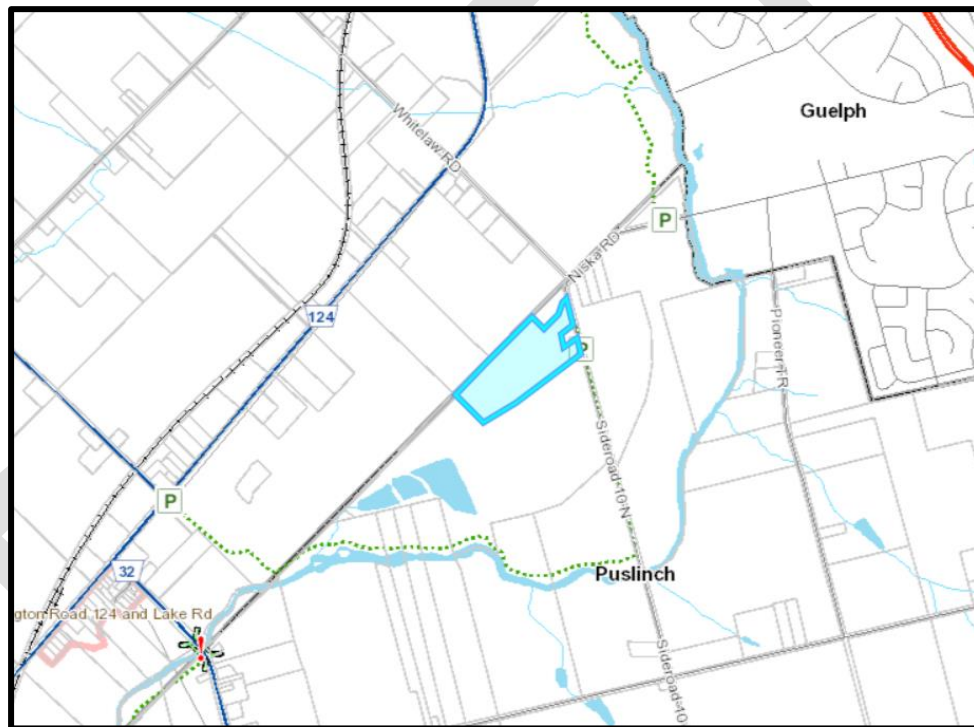 Guelph
Whitelaw RD
P
Niska RD
124
Pioneer TR
P
Sideroad 10 N
P
32
Puslinch
gton Road 124 and Lake Rd
Sideroad 10